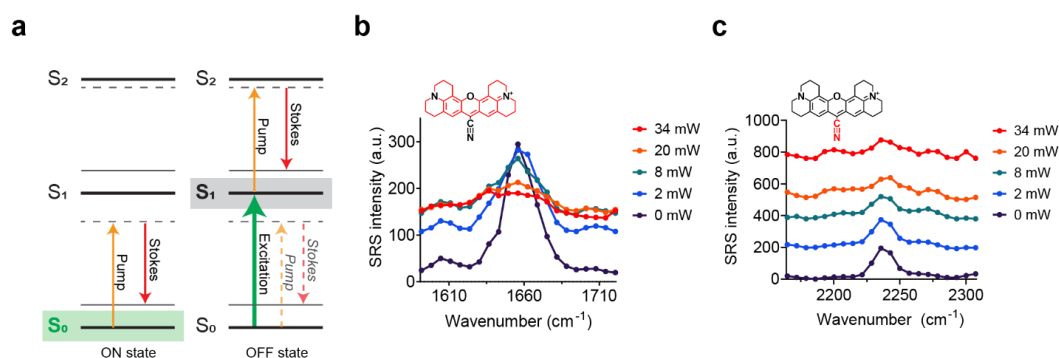 a
S₂
S₁
S₀
Pump
Stokes
ON state
S₂
S₁
S₀
Pump
Stokes
Excitation
Pump
Stokes
OFF state
b
N
O
N⁺
C
N
SRS intensity (a.u.)
300
200
100
0
1610
1660
1710
Wavenumber (cm⁻¹)
34 mW
20 mW
8 mW
2 mW
0 mW
c
N
O
N⁺
C
N
SRS intensity (a.u.)
1000
800
600
400
200
0
2200
2250
2300
Wavenumber (cm⁻¹)
34 mW
20 mW
8 mW
2 mW
0 mW